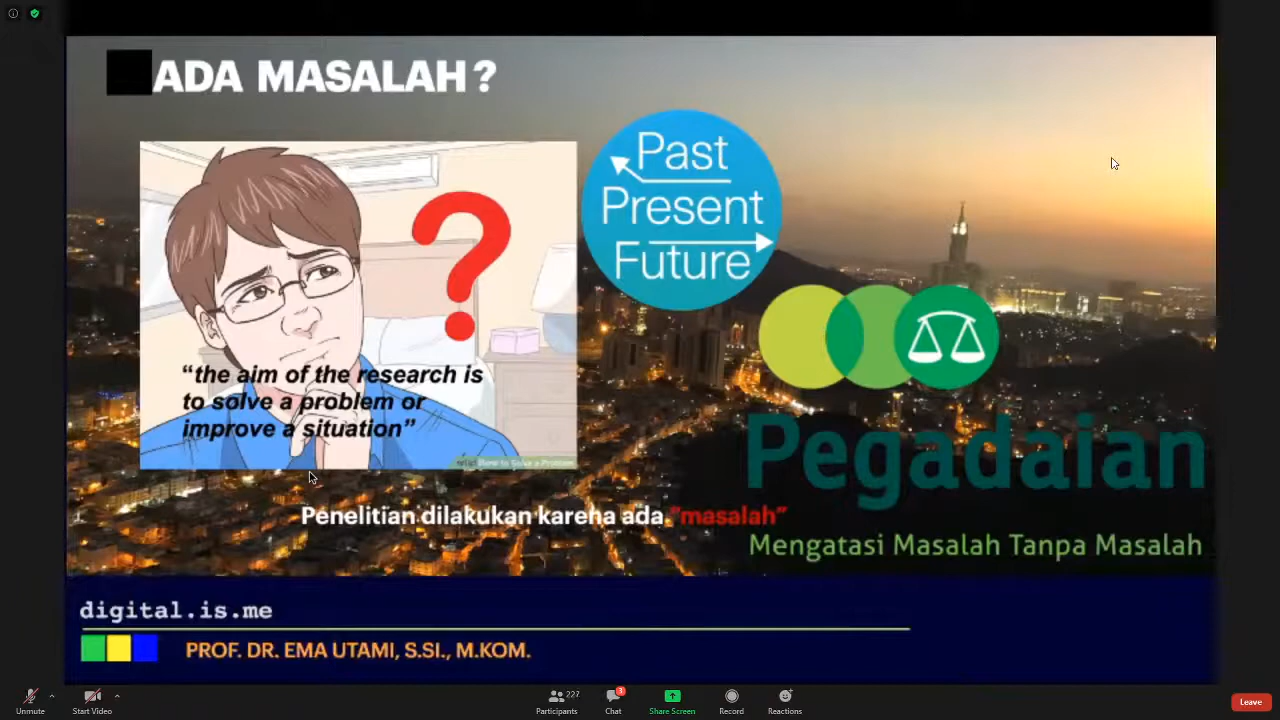 ADA MASALAH?
Past
Present
Future
“the aim of the research is
to solve a problem or
improve a situation”
Pegadaian
Mengatasi Masalah Tanpa Masalah
Penelitian dilakukan karena ada "masalah"
digital.is.me
PROF. DR. EMA UTAMI, S.SI., M.KOM.
Unmute
Start Video
227
Participants
3
Chat
Share Screen
Record
Reactions
Leave